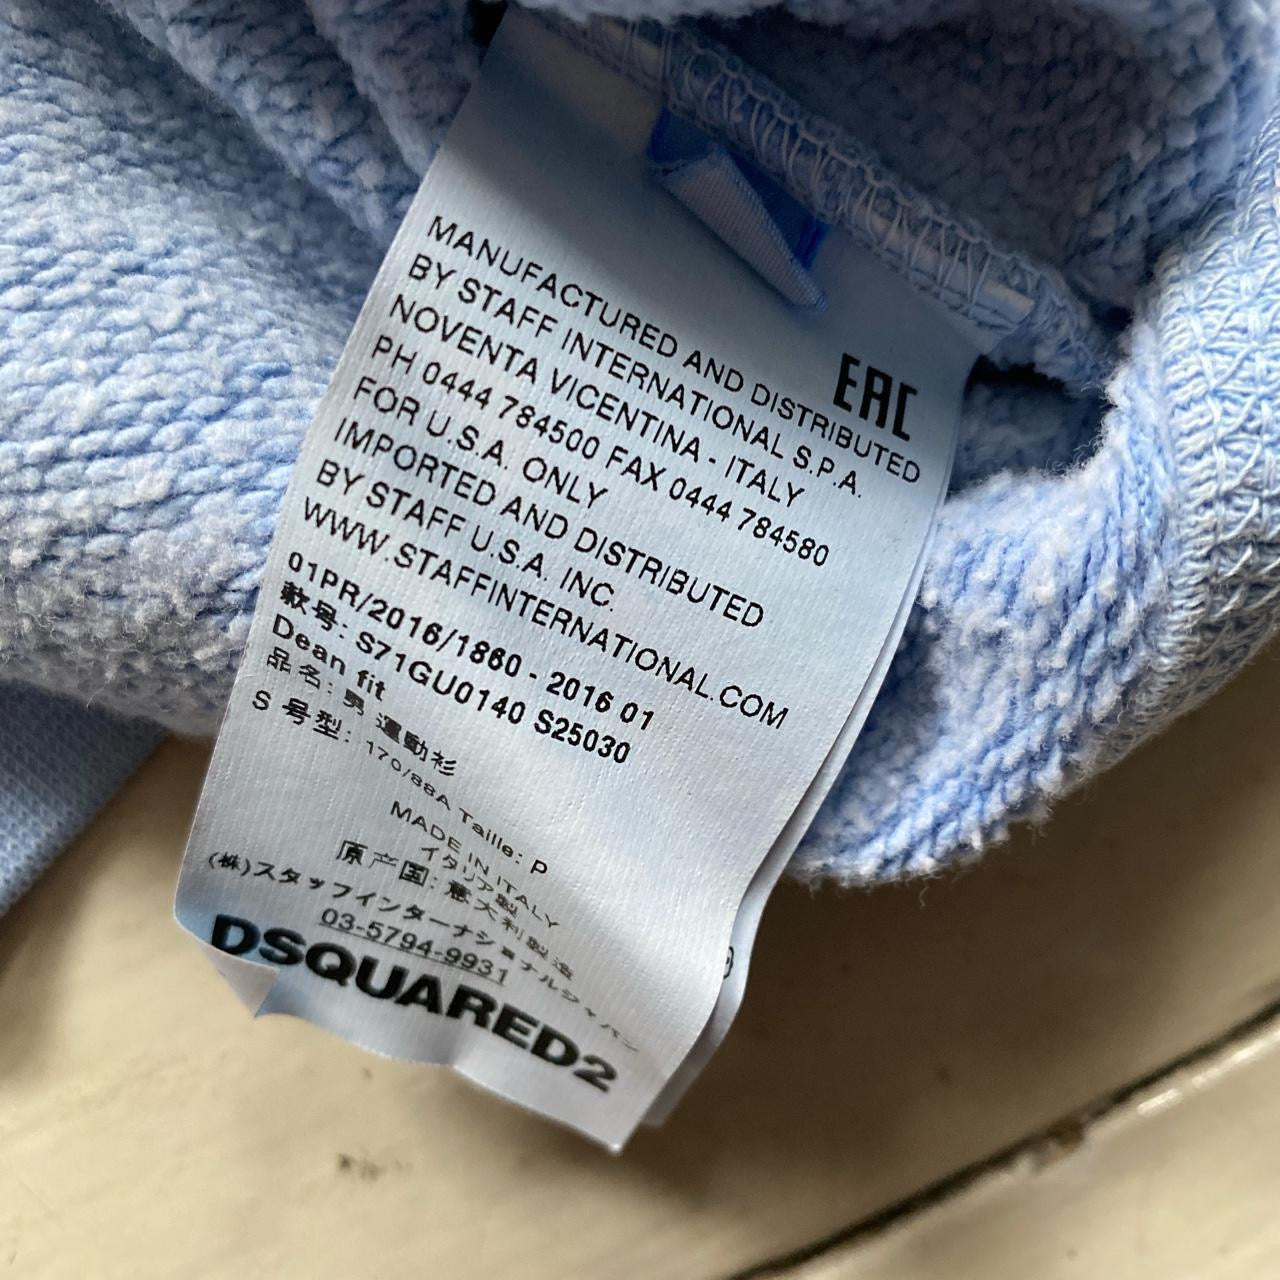 MANUFACTURED AND DISTRIBUTED
BY STAFF INTERNATIONAL S.P.A.
NOVENTA VICENTINA - ITALY
PH 0444 784500 FAX 0444 784580
FOR U.S.A. ONLY
IMPORTED AND DISTRIBUTED
BY STAFF U.S.A. INC.
WWW.STAFFINTERNATIONAL.COM
EAC
01PR/2016/1860 - 2016 01
款号: S71GU0140 S25030
Dean fit
品名: 男 運動衫
S 号型: 170/88A Taille: P
MADE IN ITALY
イタリア製
原产国: 意大利製造
(株)スタッフインターナショナルジャパン
03-5794-9931
DSQUARED2